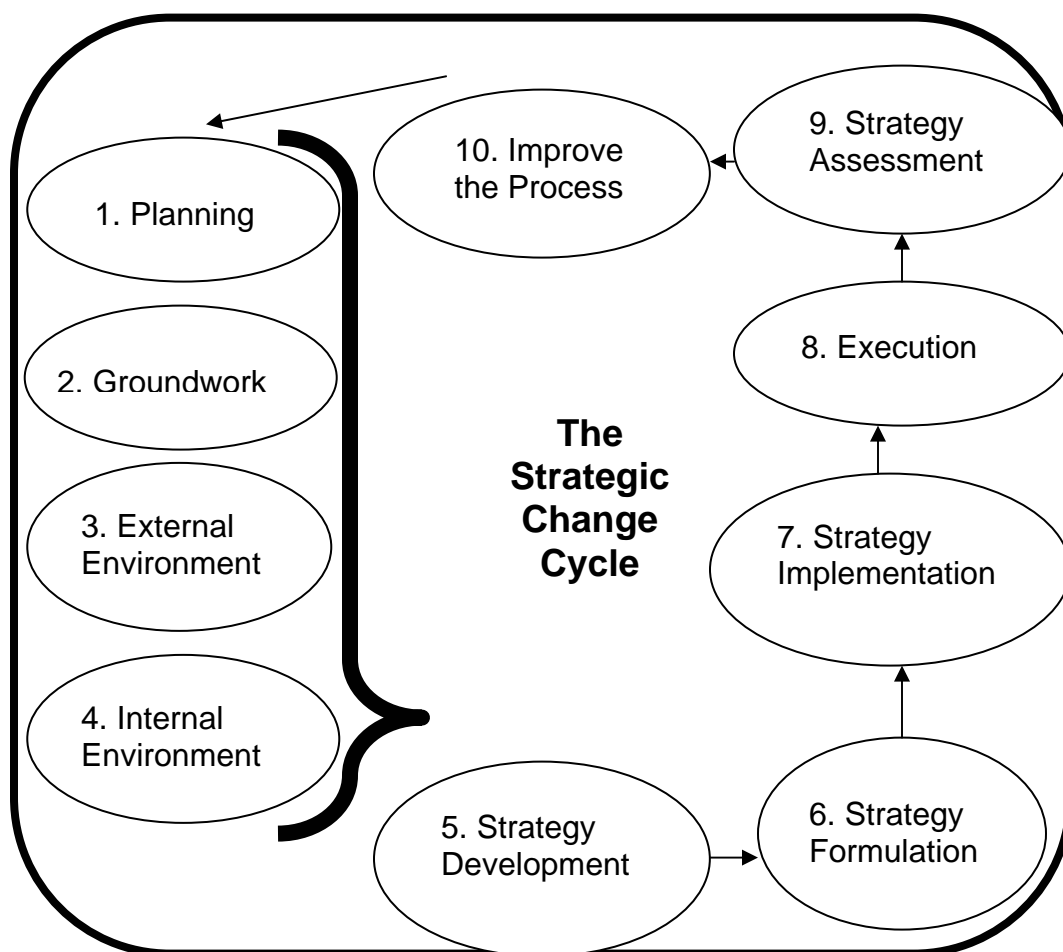 1. Planning
2. Groundwork
3. External
Environment
4. Internal
Environment
5. Strategy
Development
6. Strategy
Formulation
7. Strategy
Implementation
8. Execution
9. Strategy
Assessment
10. Improve
the Process
The
Strategic
Change
Cycle